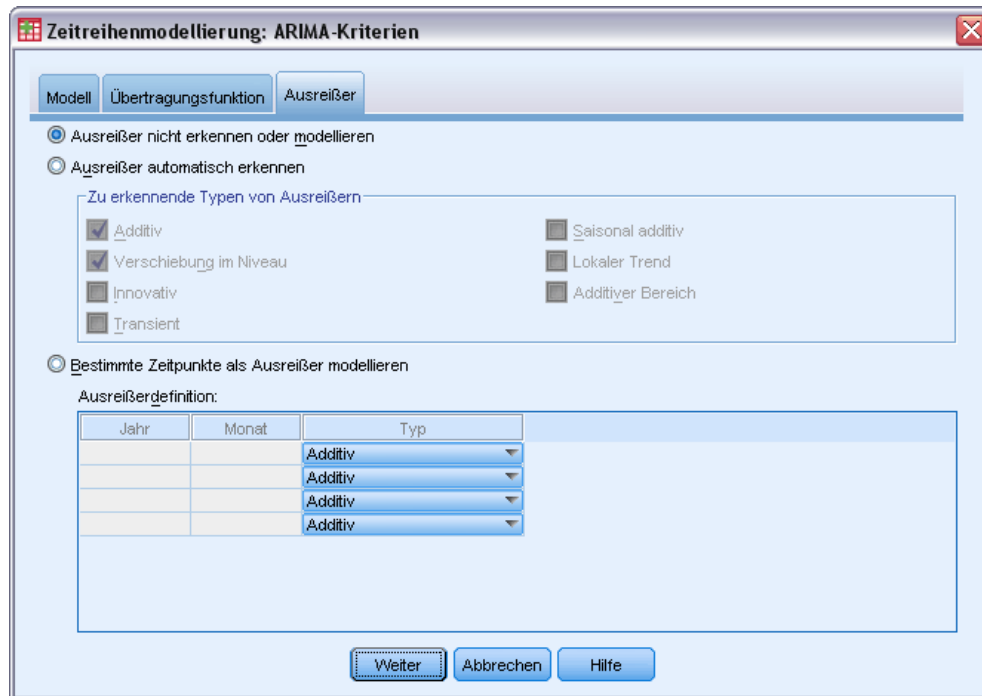 Zeitreihenmodellierung: ARIMA-Kriterien
Modell Übertragungsfunktion Ausreißer
Ausreißer nicht erkennen oder modellieren
Ausreißer automatisch erkennen
Zu erkennende Typen von Ausreißern
Additiv
Verschiebung im Niveau
Innovativ
Transient
Saisonal additiv
Lokaler Trend
Additiver Bereich
Bestimmte Zeitpunkte als Ausreißer modellieren
Ausreißerdefinition:
Jahr Monat Typ
Additiv
Additiv
Additiv
Additiv
Weiter Abbrechen Hilfe